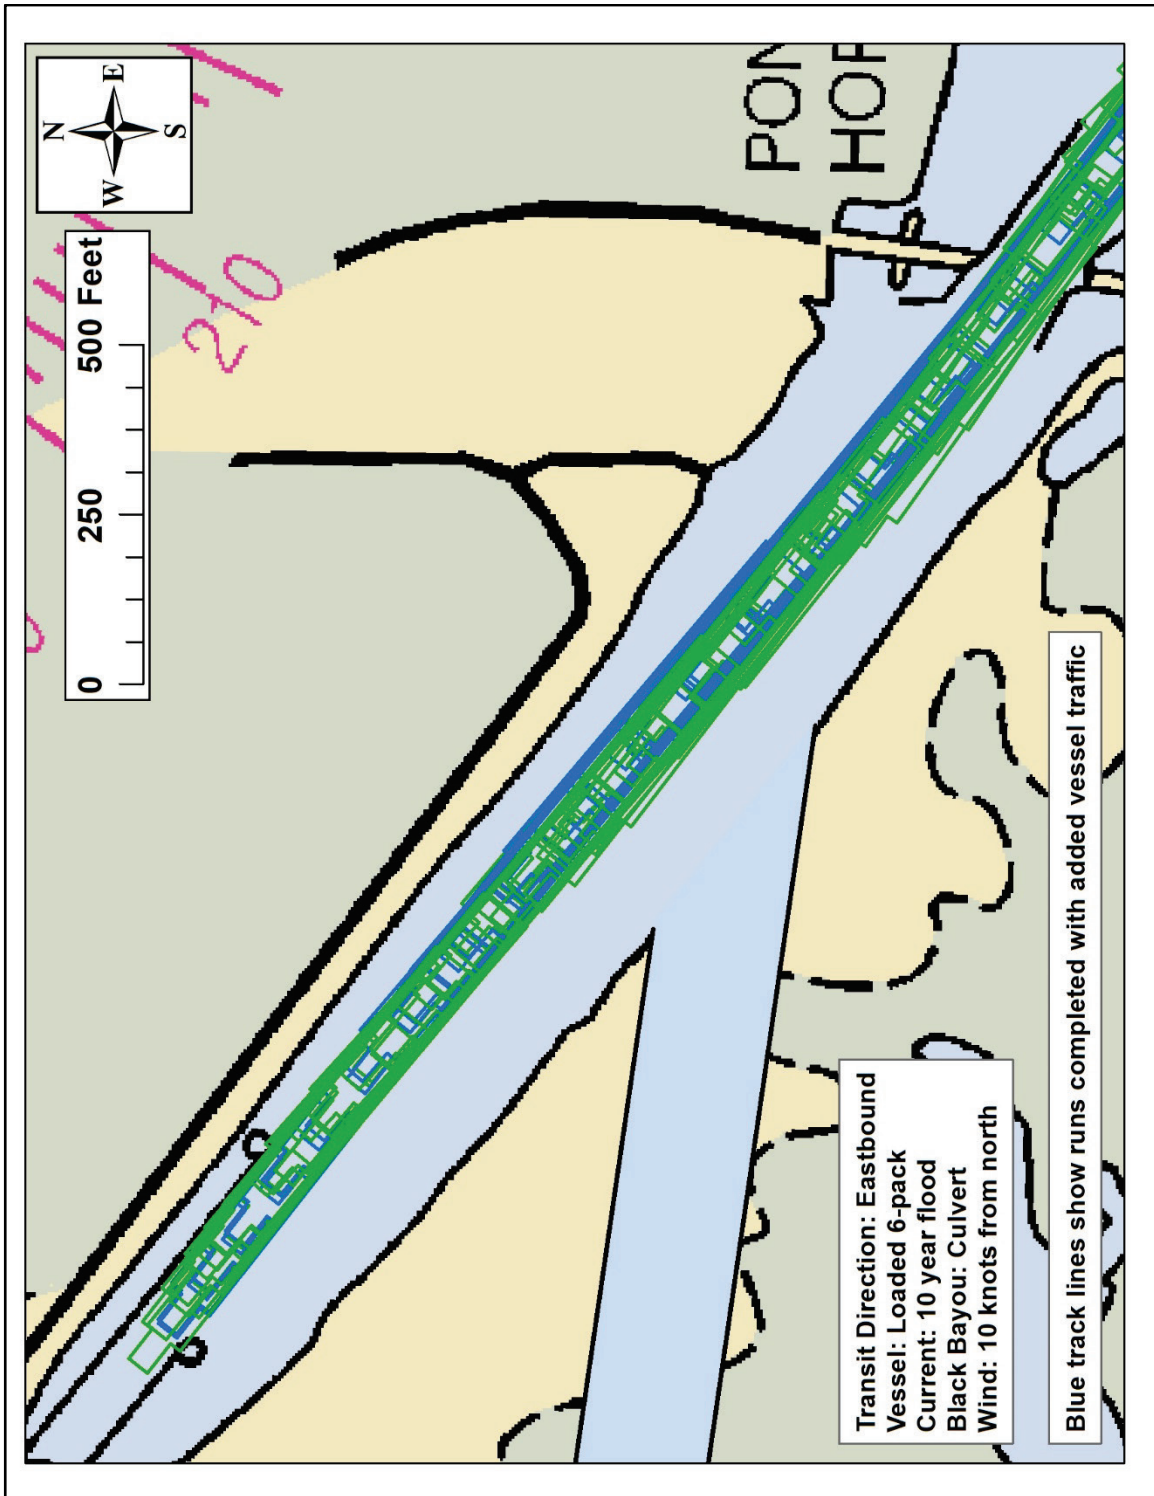 N
W E
S
0 250 500 Feet
210
PON
HOR
Transit Direction: Eastbound
Vessel: Loaded 6-pack
Current: 10 year flood
Black Bayou: Culvert
Wind: 10 knots from north
Blue track lines show runs completed with added vessel traffic